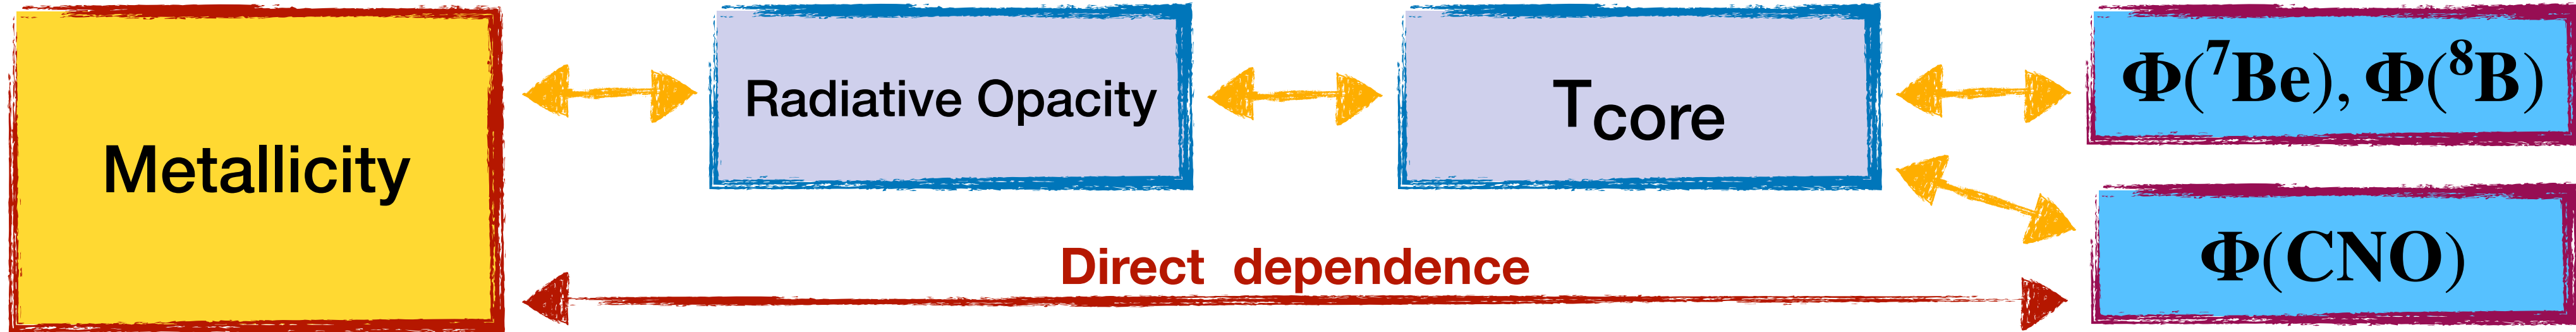 Metallicity
Radiative Opacity
Tcore
Φ(⁷Be), Φ(⁸B)
Φ(CNO)
Direct dependence